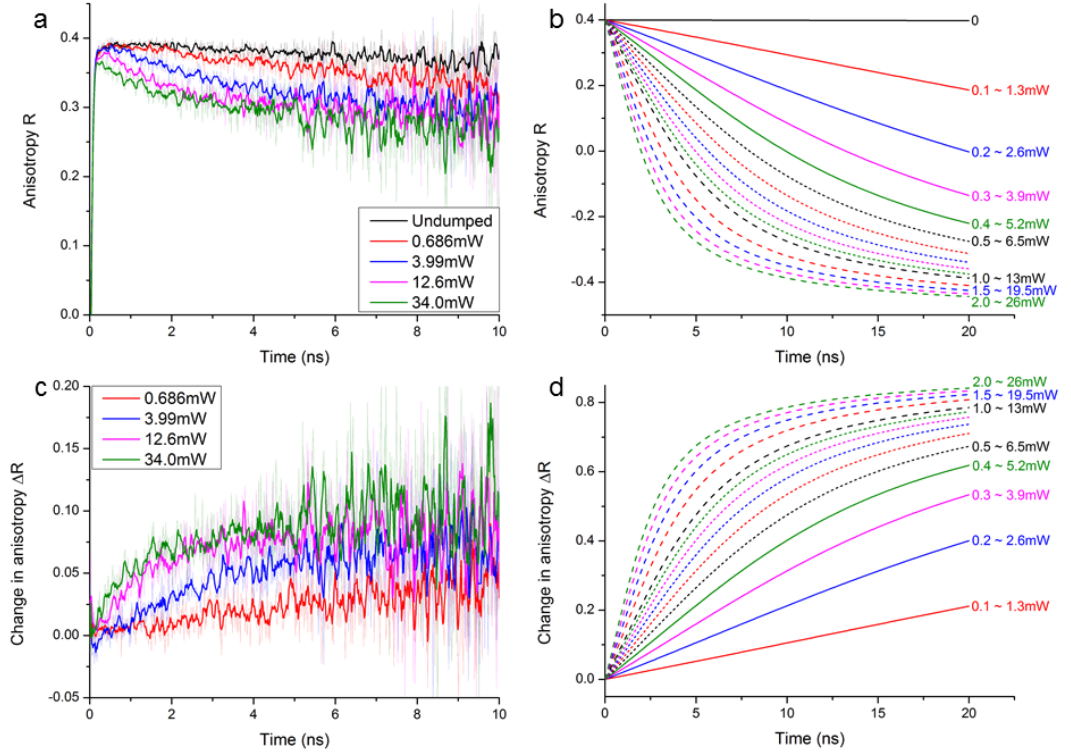 a
0.4
0.3
0.2
0.1
0.0
Anisotropy R
0 2 4 6 8 10
Time (ns)
Undumped
0.686mW
3.99mW
12.6mW
34.0mW
b
0.4
0.2
0.0
-0.2
-0.4
Anisotropy R
0 5 10 15 20
Time (ns)
0
0.1 ~ 1.3mW
0.2 ~ 2.6mW
0.3 ~ 3.9mW
0.4 ~ 5.2mW
0.5 ~ 6.5mW
1.0 ~ 13mW
1.5 ~ 19.5mW
2.0 ~ 26mW
c
0.20
0.15
0.10
0.05
0.00
-0.05
Change in anisotropy ΔR
0 2 4 6 8 10
Time (ns)
0.686mW
3.99mW
12.6mW
34.0mW
d
0.8
0.6
0.4
0.2
0.0
Change in anisotropy ΔR
0 5 10 15 20
Time (ns)
2.0 ~ 26mW
1.5 ~ 19.5mW
1.0 ~ 13mW
0.5 ~ 6.5mW
0.4 ~ 5.2mW
0.3 ~ 3.9mW
0.2 ~ 2.6mW
0.1 ~ 1.3mW